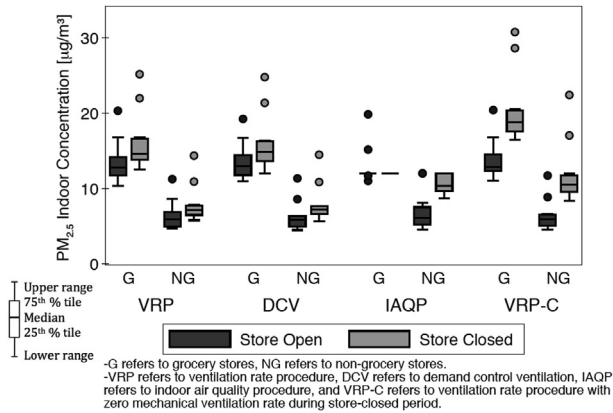 PM2.5 Indoor Concentration [μg/m³]
30
20
10
0
G NG G NG G NG G NG
VRP DCV IAQP VRP-C
Upper range
75th % tile
Median
25th % tile
Lower range
Store Open Store Closed
-G refers to grocery stores, NG refers to non-grocery stores.
-VRP refers to ventilation rate procedure, DCV refers to demand control ventilation, IAQP
refers to indoor air quality procedure, and VRP-C refers to ventilation rate procedure with
zero mechanical ventilation rate during store-closed period.